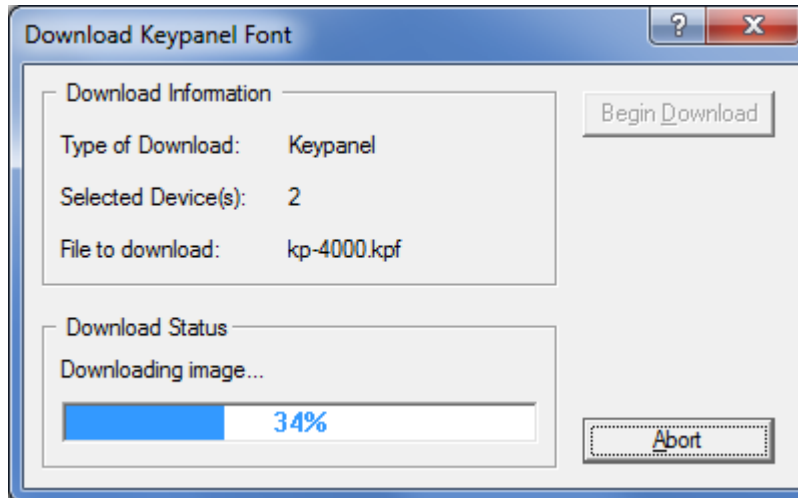 Download Keypanel Font
?
X
Download Information
Begin Download
Type of Download: Keypanel
Selected Device(s): 2
File to download: kp-4000.kpf
Download Status
Downloading image...
34%
Abort